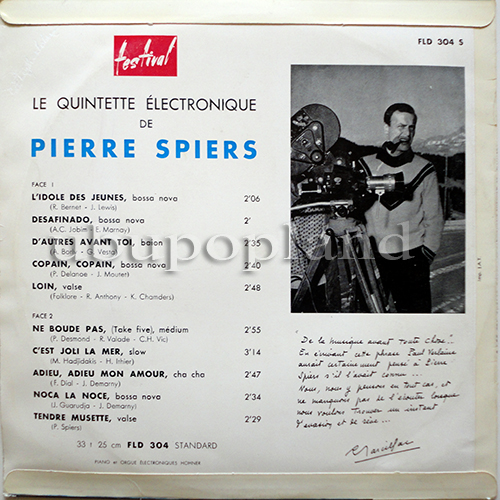 festival
FLD 304 S
LE QUINTETTE ÉLECTRONIQUE
DE
PIERRE SPIERS
FACE 1
L'IDOLE DES JEUNES, bossa nova 2'06
(R. Bernet - J. Lewis)
DESAFINADO, bossa nova 2'
(A.C. Jobim - E. Marnay)
D'AUTRES AVANT TOI, baion 2'35
G. Vesta)
COPAIN, COPAIN, bossa nova 2'40
(P. Delanoe - J. Moutet)
LOIN, valse 2'48
(Folklore - R. Anthony - K. Chamders)
FACE 2
NE BOUDE PAS, (Take five), médium 2'55
(P. Desmond - R. Valade - C.H. Vic)
C'EST JOLI LA MER, slow 3'14
(M. Hadjidakis - H. Ithier)
ADIEU, ADIEU MON AMOUR, cha cha 2'47
(F. Dial - J. Demarny)
NOCA LA NOCE, bossa nova 2'34
(J. Guarudja - J. Demarny)
TENDRE MUSETTE, valse 2'29
(P. Spiers)
33 t 25 cm FLD 304 STANDARD
PIANO et ORGUE ÉLECTRONIQUES HOHNER
Imp. I.A.T.
"De la musique avant toute chose"..
En écrivant cette phrase Paul Verlaine
aurait certainement pensé à Pierre
Spiers s'il l'avait connu...
Nous, nous y pensons en tout cas, et
ne manquons pas de l'écouter lorsque
nous voulons trouver un instant
d'évasion et de rêve...
ebupopland